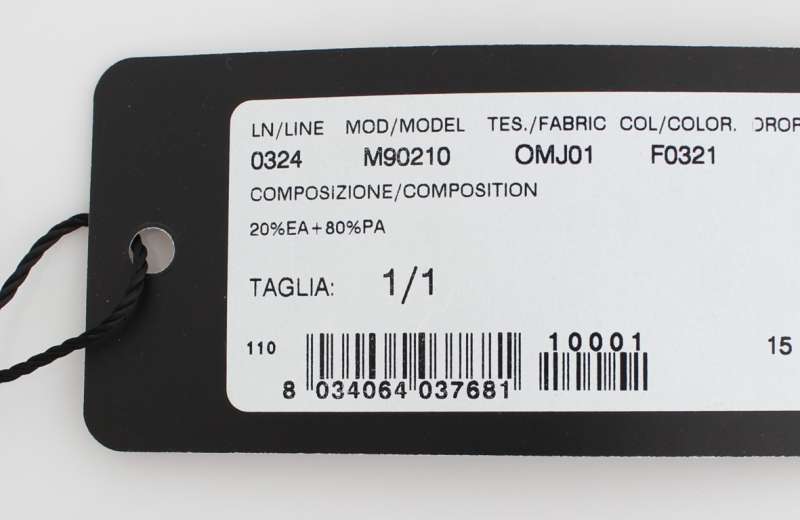 LN/LINE MOD/MODEL TES./FABRIC COL/COLOR. DROP
0324 M90210 OMJ01 F0321
COMPOSIZIONE/COMPOSITION
20%EA+80%PA
TAGLIA: 1/1
110 10001 15
8 034064 037681